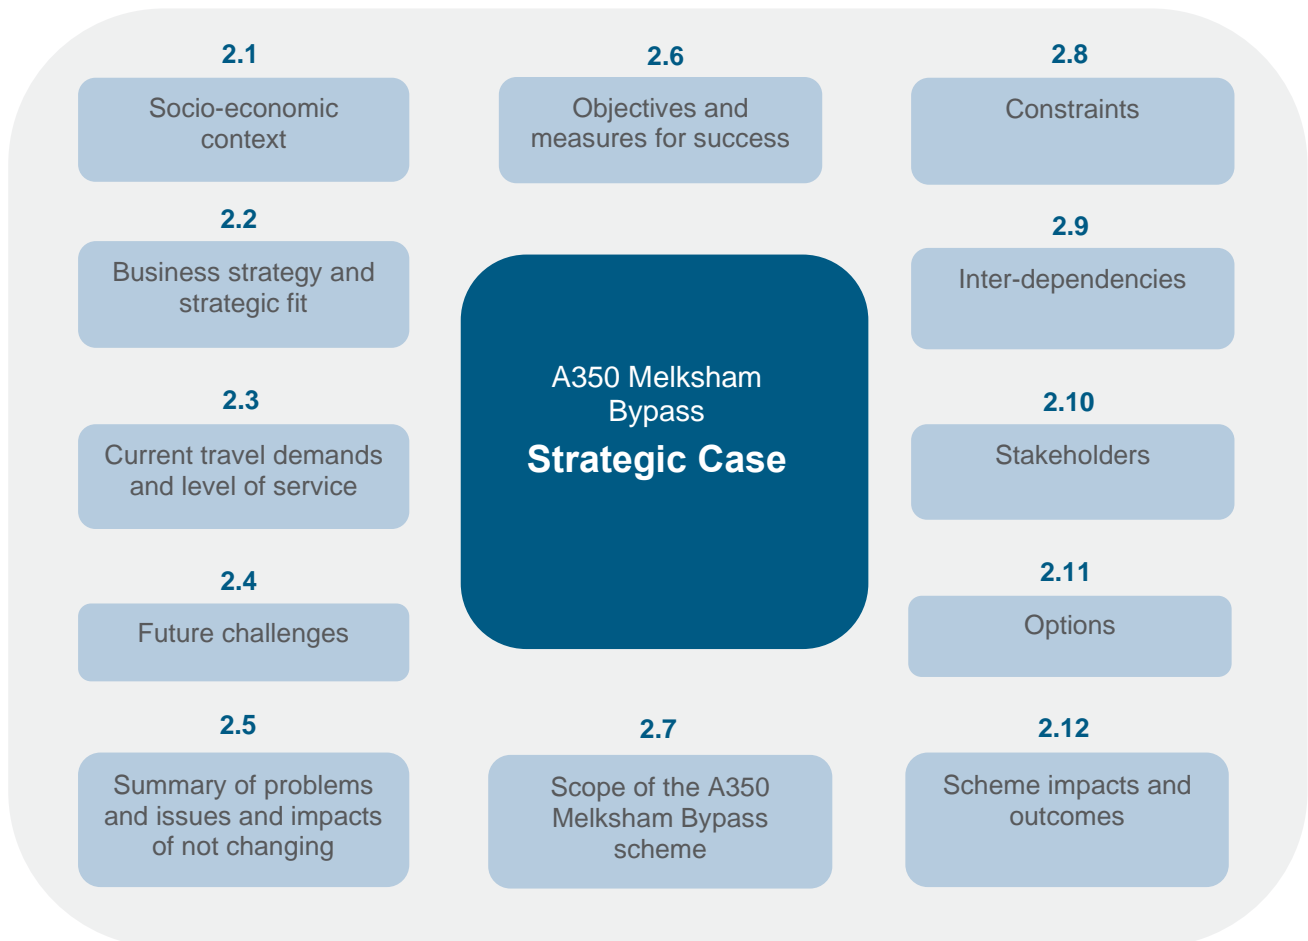 2.1
Socio-economic
context
2.2
Business strategy and
strategic fit
2.3
Current travel demands
and level of service
2.4
Future challenges
2.5
Summary of problems
and issues and impacts
of not changing
2.6
Objectives and
measures for success
A350 Melksham
Bypass
Strategic Case
2.7
Scope of the A350
Melksham Bypass
scheme
2.8
Constraints
2.9
Inter-dependencies
2.10
Stakeholders
2.11
Options
2.12
Scheme impacts and
outcomes